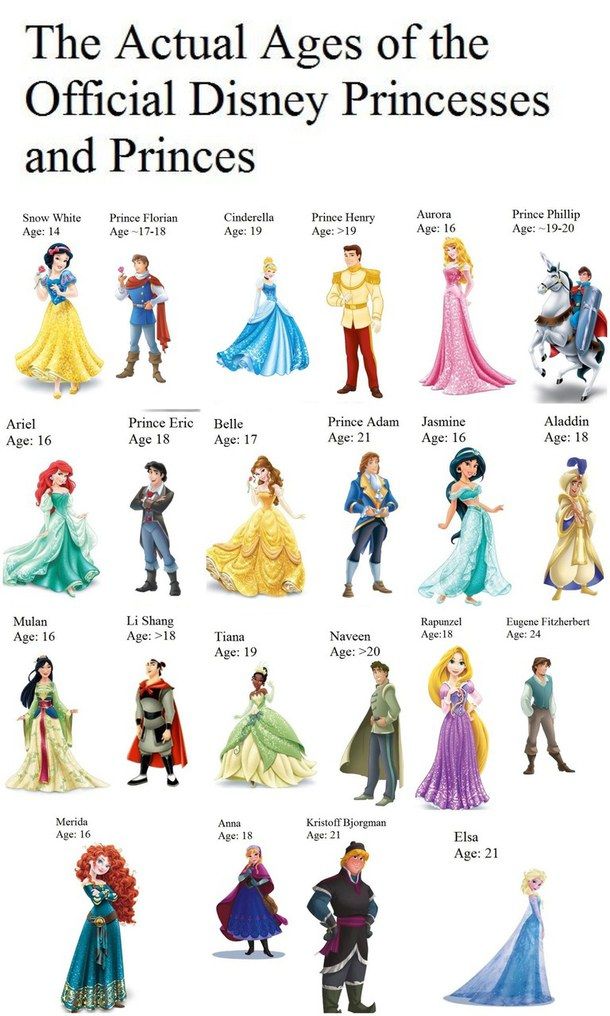 The Actual Ages of the
Official Disney Princesses
and Princes
Snow White
Age: 14
Prince Florian
Age ~17-18
Cinderella
Age: 19
Prince Henry
Age: >19
Aurora
Age: 16
Prince Phillip
Age: ~19-20
Ariel
Age: 16
Prince Eric
Age 18
Belle
Age: 17
Prince Adam
Age: 21
Jasmine
Age: 16
Aladdin
Age: 18
Mulan
Age: 16
Li Shang
Age: >18
Tiana
Age: 19
Naveen
Age: >20
Rapunzel
Age:18
Eugene Fitzherbert
Age: 24
Merida
Age: 16
Anna
Age: 18
Kristoff Bjorgman
Age: 21
Elsa
Age: 21